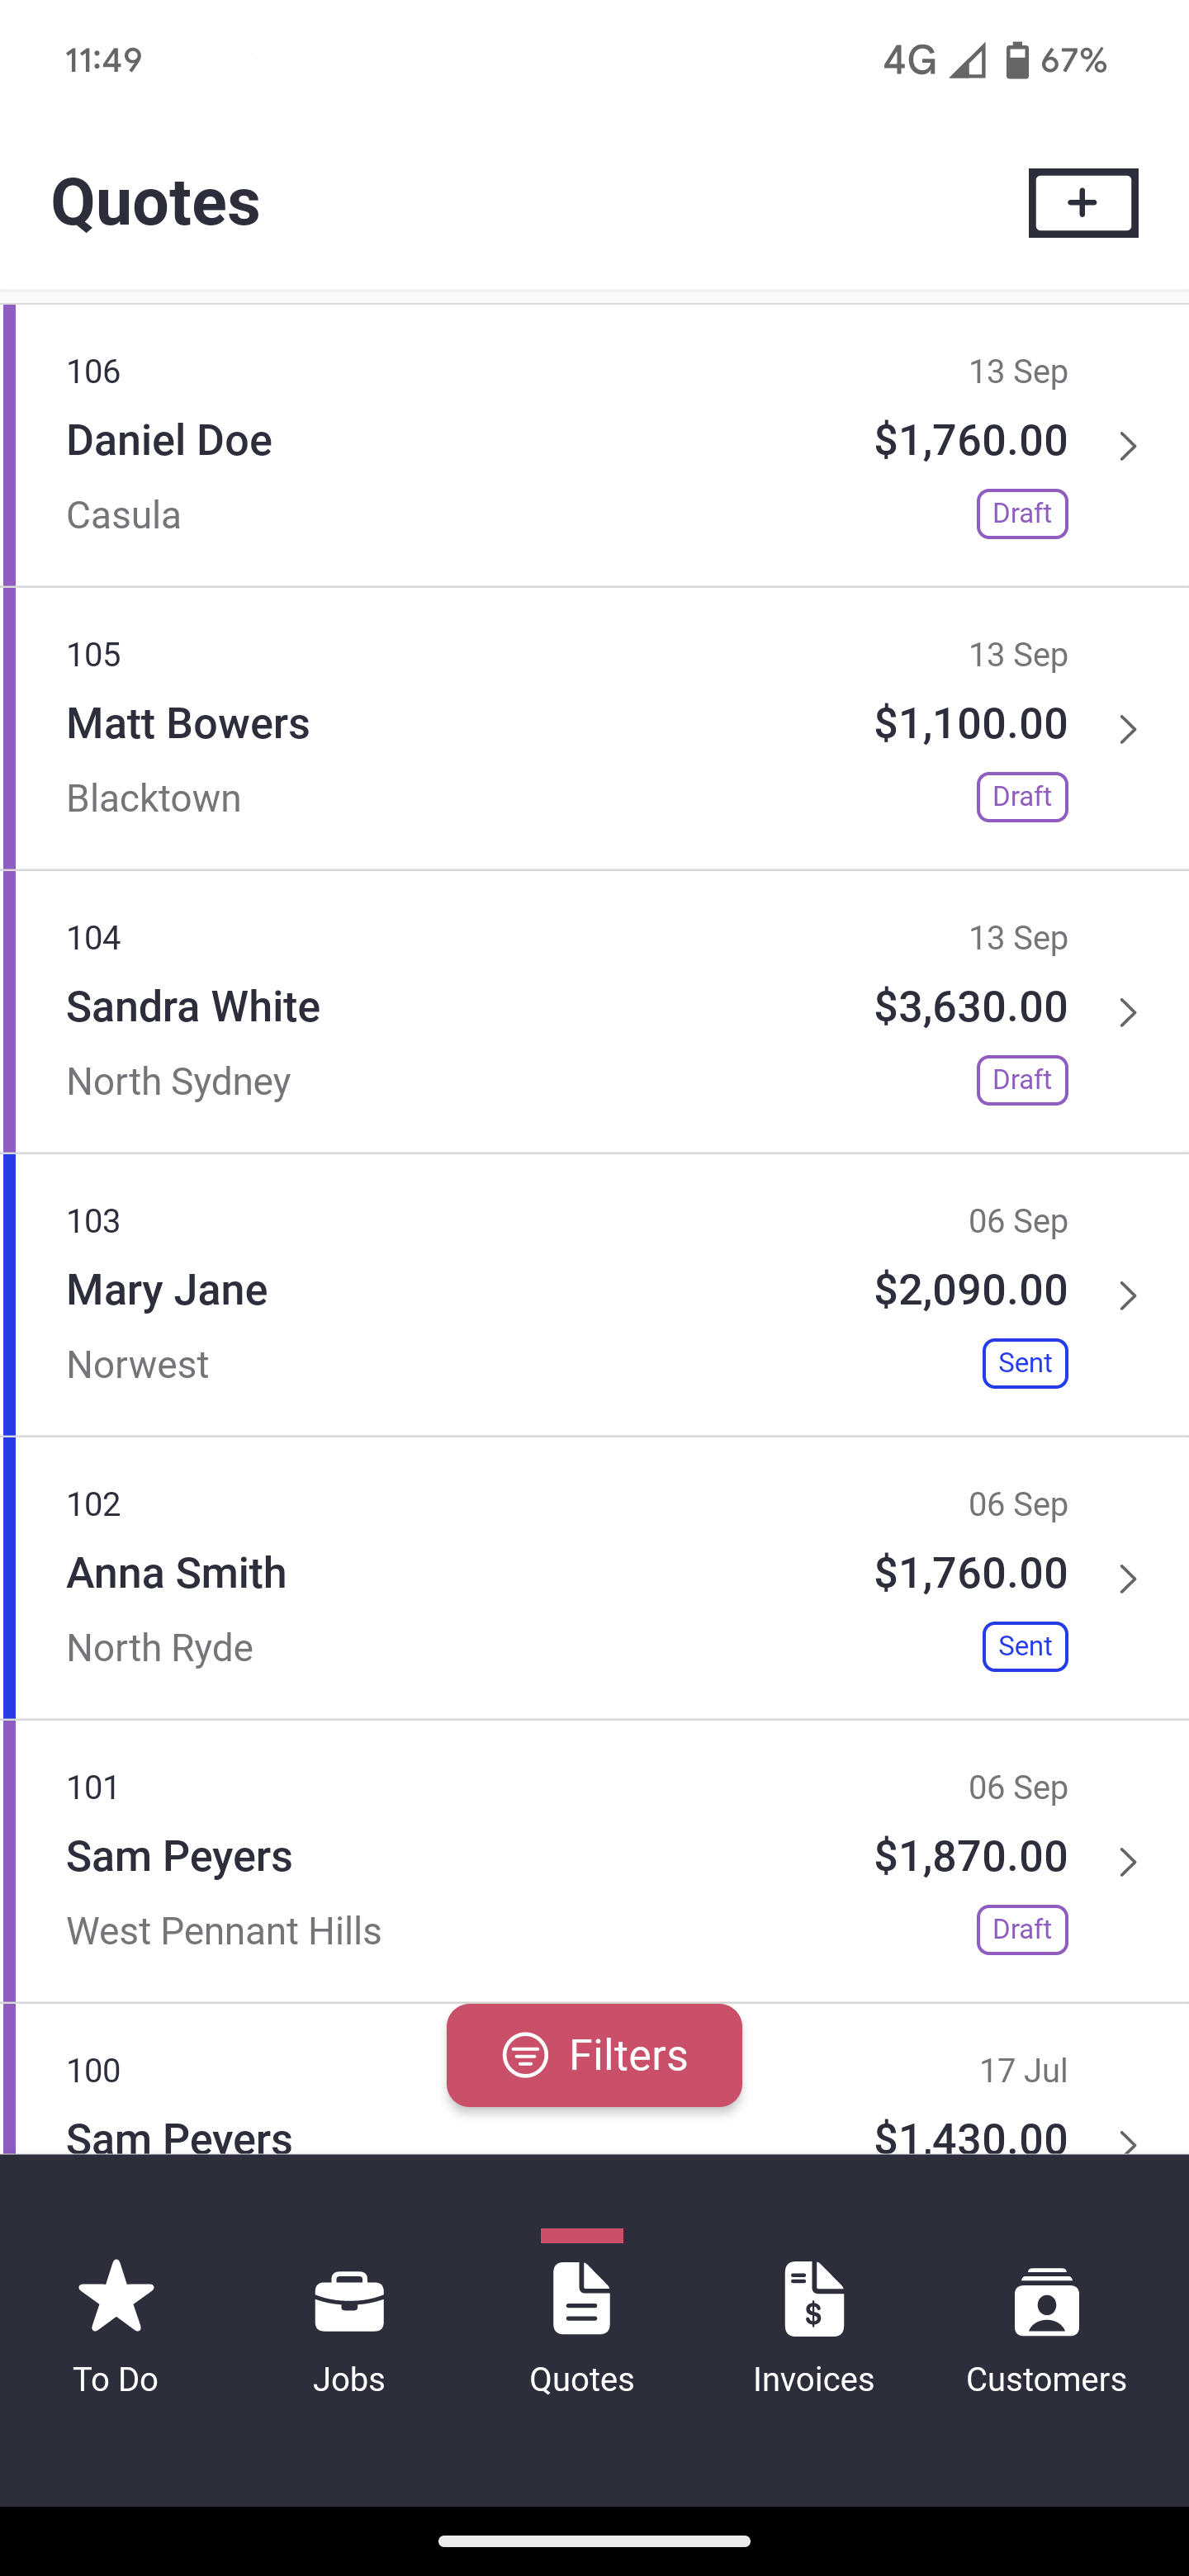 11:49 4G 67%
Quotes +
106 13 Sep
Daniel Doe $1,760.00
Casula Draft
105 13 Sep
Matt Bowers $1,100.00
Blacktown Draft
104 13 Sep
Sandra White $3,630.00
North Sydney Draft
103 06 Sep
Mary Jane $2,090.00
Norwest Sent
102 06 Sep
Anna Smith $1,760.00
North Ryde Sent
101 06 Sep
Sam Peyers $1,870.00
West Pennant Hills Draft
Filters
100 17 Jul
Sam Peyers $1,430.00
To Do Jobs Quotes Invoices Customers